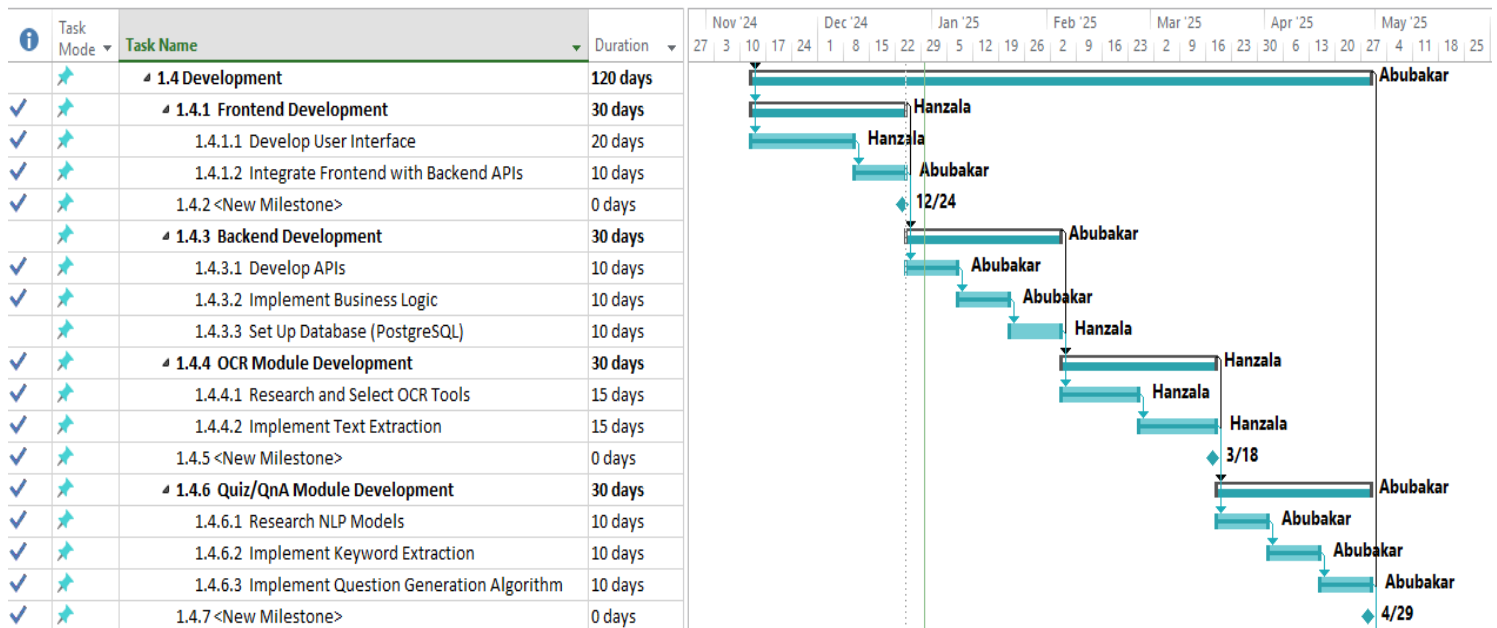 Task Mode Task Name Duration
Nov '24 Dec '24 Jan '25 Feb '25 Mar '25 Apr '25 May '25
27 3 10 17 24 1 8 15 22 29 5 12 19 26 2 9 16 23 2 9 16 23 30 6 13 20 27 4 11 18 25
1.4 Development 120 days Abubakar
1.4.1 Frontend Development 30 days Hanzala
1.4.1.1 Develop User Interface 20 days Hanzala
1.4.1.2 Integrate Frontend with Backend APIs 10 days Abubakar
1.4.2 <New Milestone> 0 days 12/24
1.4.3 Backend Development 30 days Abubakar
1.4.3.1 Develop APIs 10 days Abubakar
1.4.3.2 Implement Business Logic 10 days Abubakar
1.4.3.3 Set Up Database (PostgreSQL) 10 days Hanzala
1.4.4 OCR Module Development 30 days Hanzala
1.4.4.1 Research and Select OCR Tools 15 days Hanzala
1.4.4.2 Implement Text Extraction 15 days Hanzala
1.4.5 <New Milestone> 0 days 3/18
1.4.6 Quiz/QnA Module Development 30 days Abubakar
1.4.6.1 Research NLP Models 10 days Abubakar
1.4.6.2 Implement Keyword Extraction 10 days Abubakar
1.4.6.3 Implement Question Generation Algorithm 10 days Abubakar
1.4.7 <New Milestone> 0 days 4/29